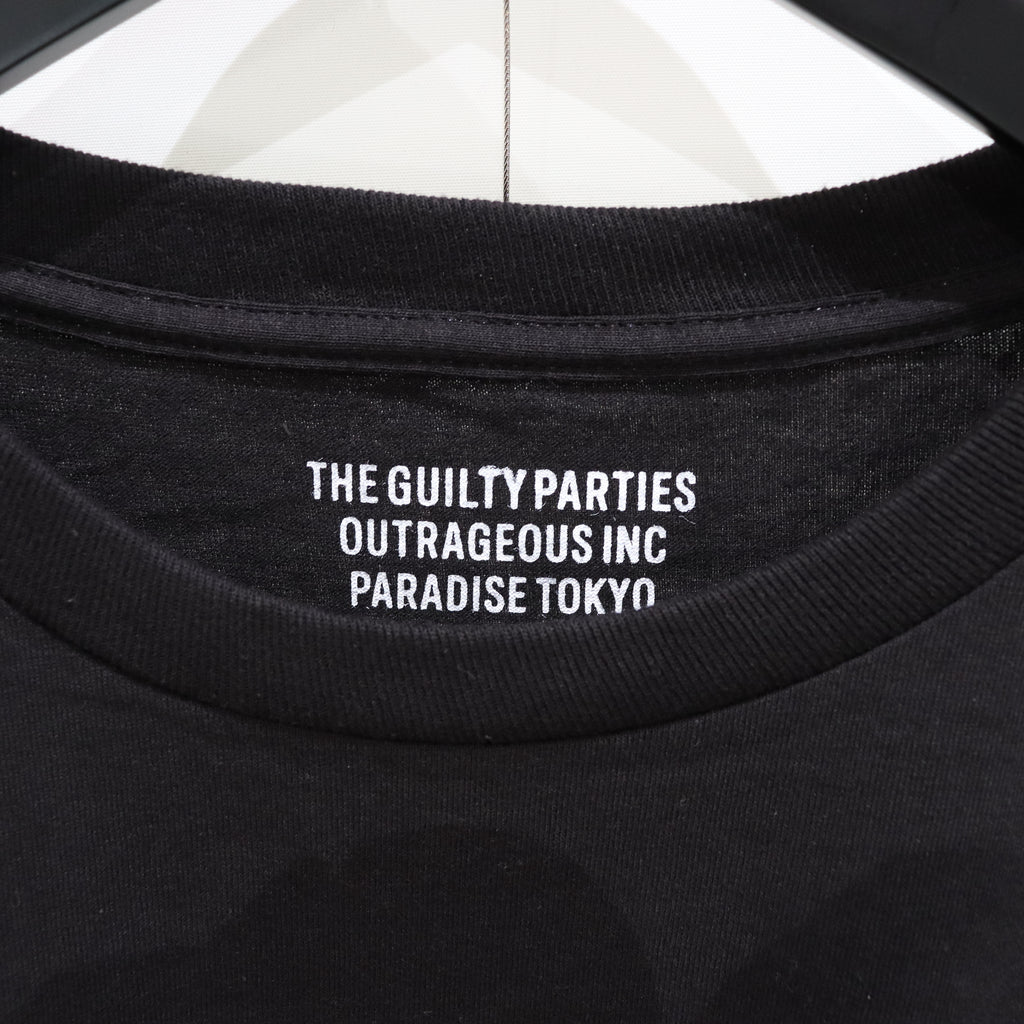 THE GUILTY PARTIES
OUTRAGEOUS INC
PARADISE TOKYO